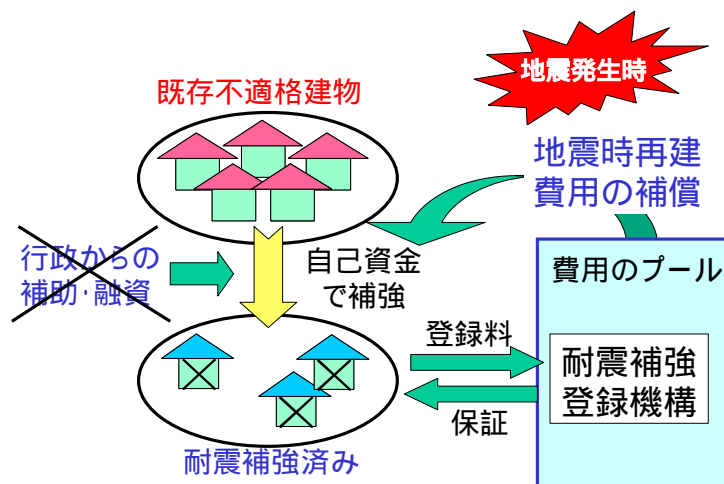 地震発生時
既存不適格建物
地震時再建
費用の補償
行政からの
補助･融資
自己資金
で補強
費用のプール
登録料
耐震補強
登録機構
保証
耐震補強済み